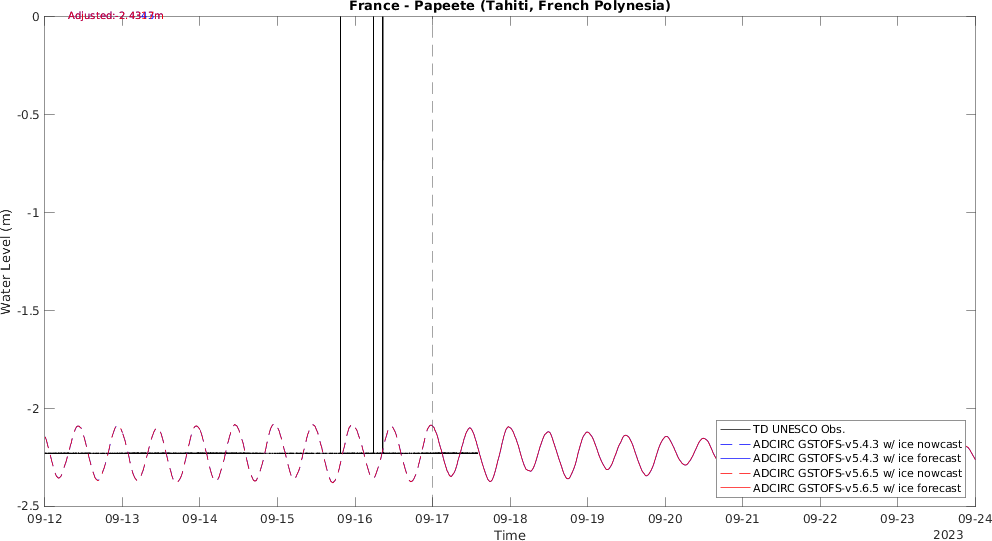 France - Papeete (Tahiti, French Polynesia)
0
-0.5
-1
-1.5
-2
-2.5
Water Level (m)
TD UNESCO Obs.
ADCIRC GSTOFS-v5.4.3 w/ ice nowcast
ADCIRC GSTOFS-v5.4.3 w/ ice forecast
ADCIRC GSTOFS-v5.6.5 w/ ice nowcast
ADCIRC GSTOFS-v5.6.5 w/ ice forecast
09-12 09-13 09-14 09-15 09-16 09-17 09-18 09-19 09-20 09-21 09-22 09-23 09-24
Time
2023
Adjusted: